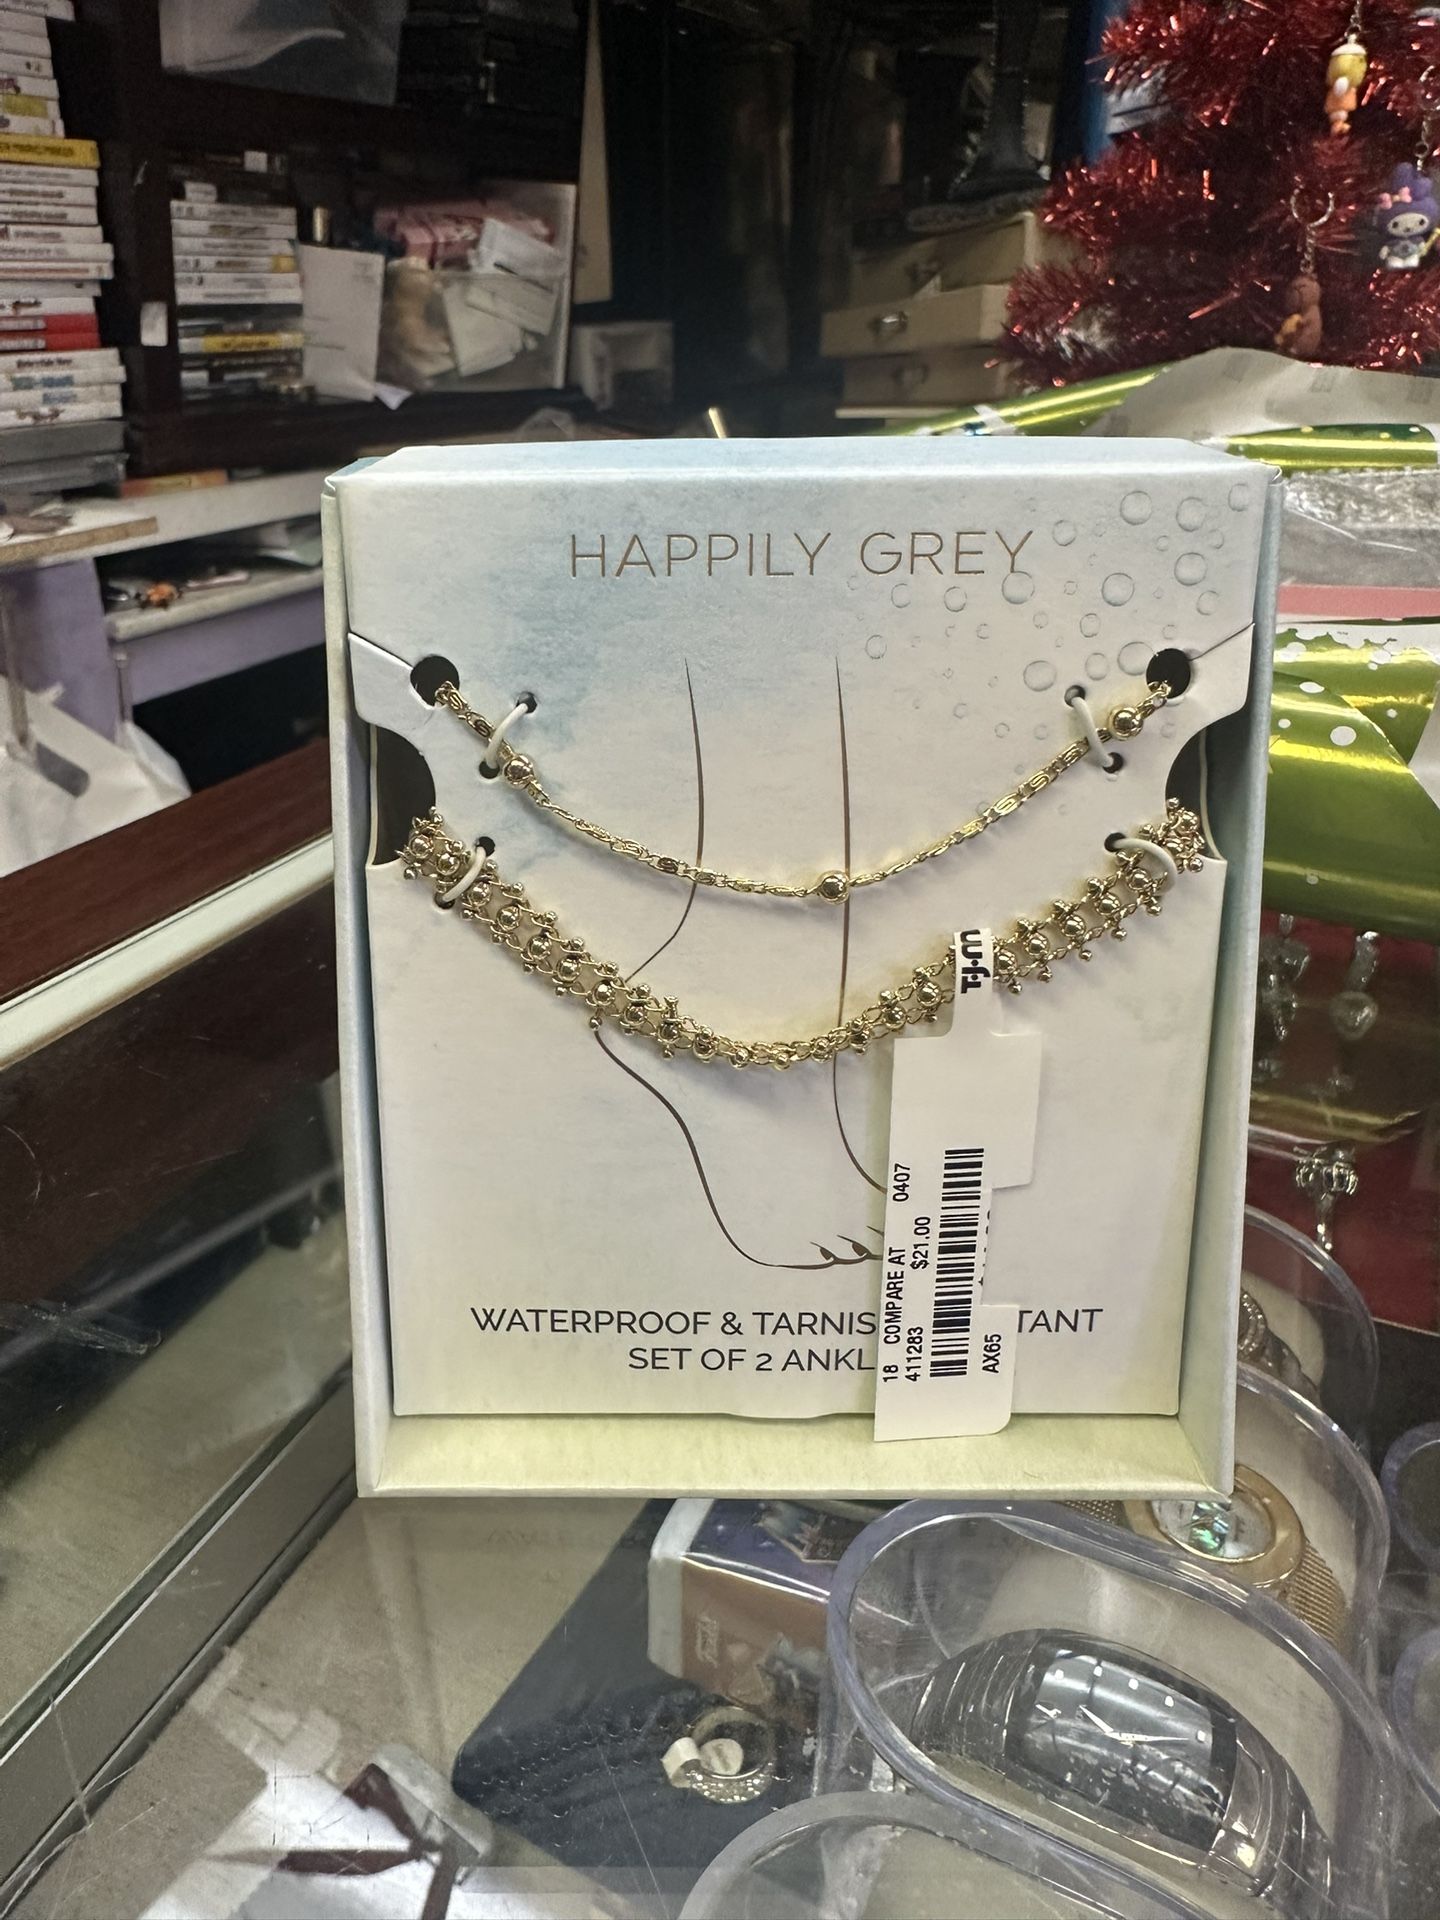 HAPPILY GREY
T·J·m
18 COMPARE AT 0407
411283 $21.00
AX65
WATERPROOF & TARNIS TANT
SET OF 2 ANKL